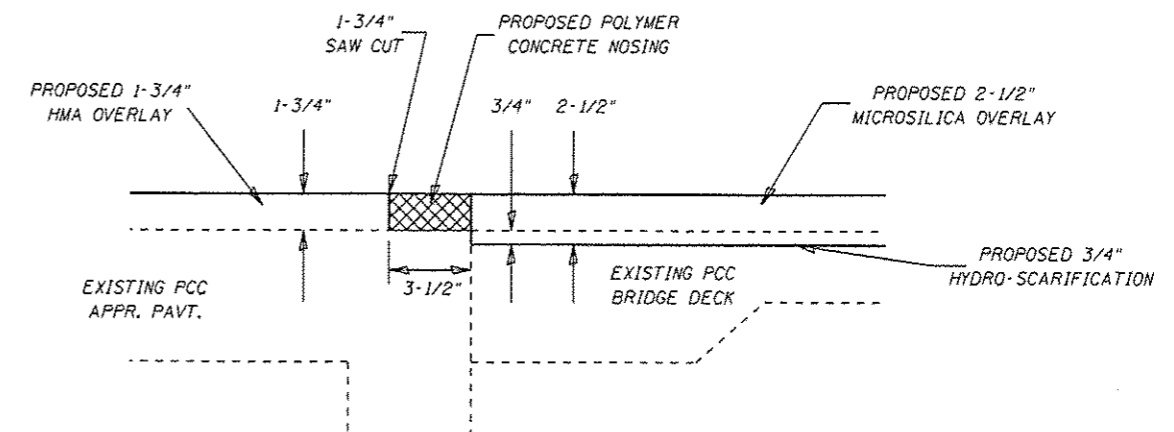 1-3/4"
SAW CUT
PROPOSED POLYMER
CONCRETE NOSING
PROPOSED 1-3/4"
HMA OVERLAY
1-3/4"
3/4"
2-1/2"
PROPOSED 2-1/2"
MICROSILICA OVERLAY
EXISTING PCC
APPR. PAVT.
3-1/2"
EXISTING PCC
BRIDGE DECK
PROPOSED 3/4"
HYDRO-SCARIFICATION